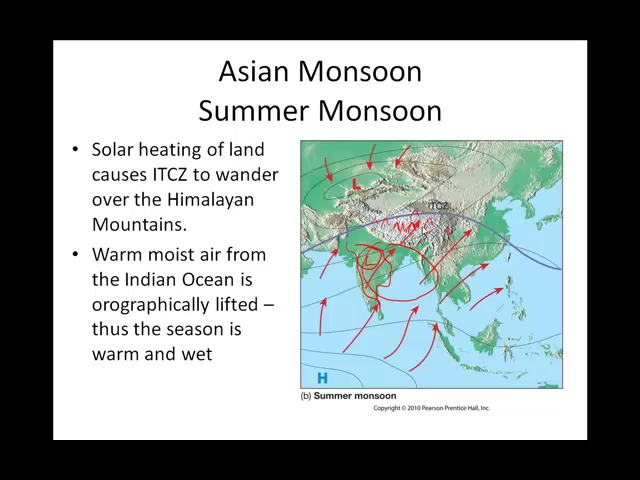 Asian Monsoon
Summer Monsoon
• Solar heating of land
causes ITCZ to wander
over the Himalayan
Mountains.
• Warm moist air from
the Indian Ocean is
orographically lifted –
thus the season is
warm and wet
L
ITCZ
L
H
(b) Summer monsoon
Copyright © 2010 Pearson Prentice Hall, Inc.